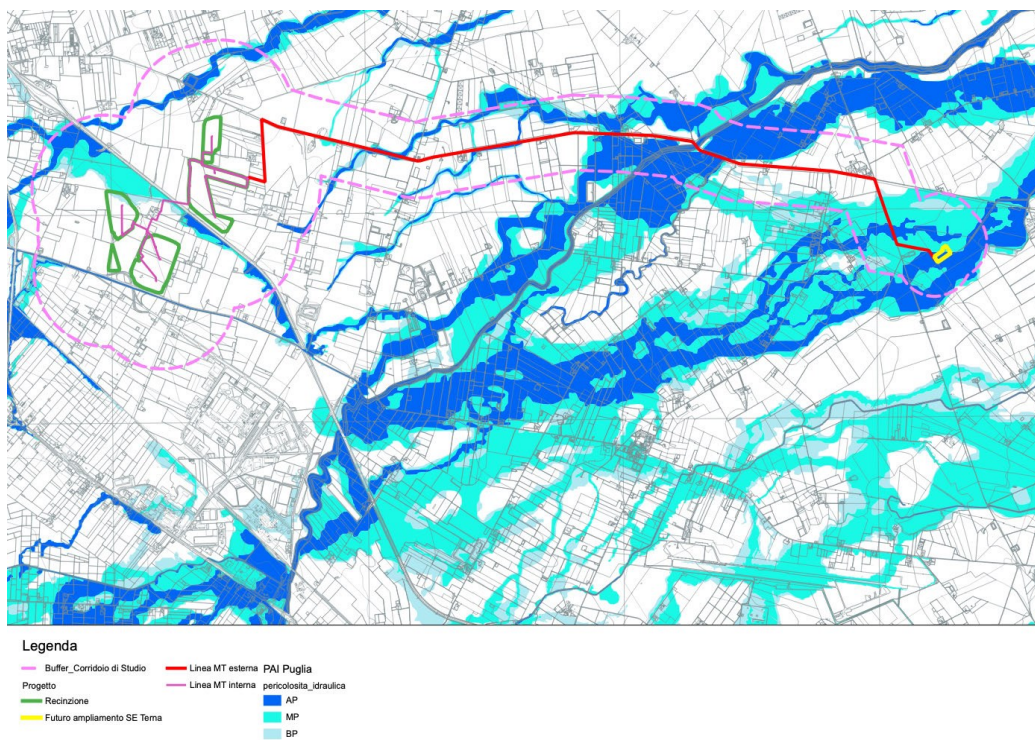 Legenda
Buffer_Corridoio di Studio
Progetto
Recinzione
Futuro ampliamento SE Terna
Linea MT esterna
Linea MT interna
PAI Puglia
pericolosita_idraulica
AP
MP
BP